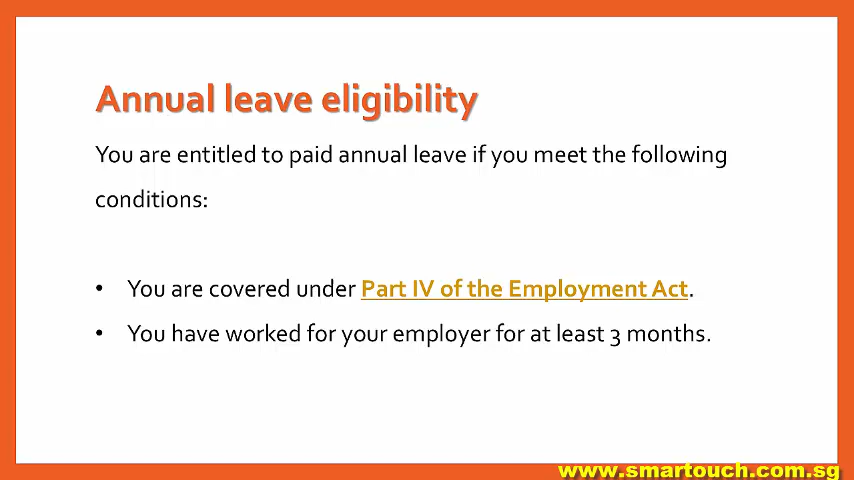 Annual leave eligibility
You are entitled to paid annual leave if you meet the following
conditions:
• You are covered under Part IV of the Employment Act.
• You have worked for your employer for at least 3 months.
www.smartouch.com.sg